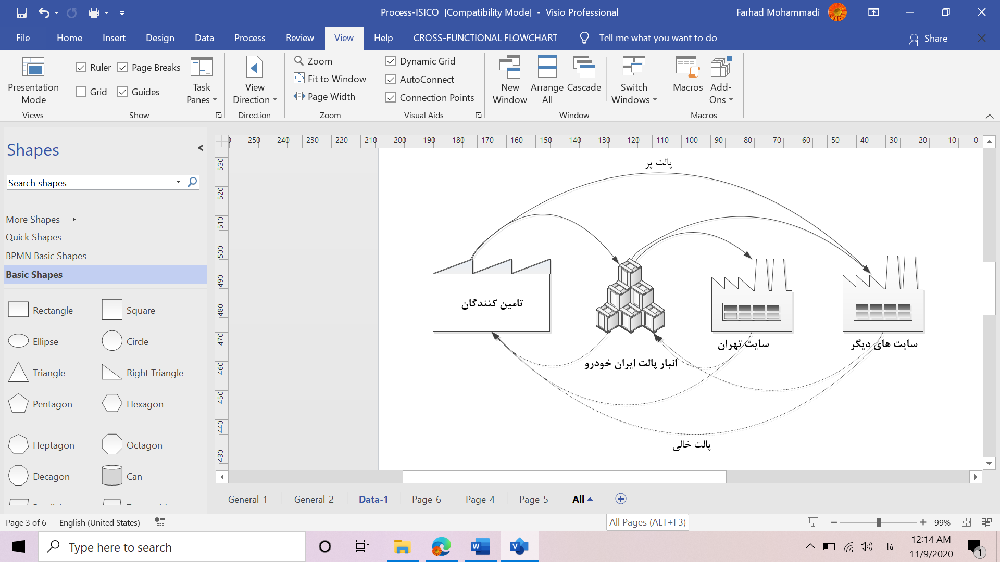 Process-ISICO [Compatibility Mode] - Visio Professional
Farhad Mohammadi
File Home Insert Design Data Process Review View Help CROSS-FUNCTIONAL FLOWCHART Tell me what you want to do Share
Presentation Mode
Views
Ruler Page Breaks
Grid Guides
Task Panes
Show
View Direction
Direction
Zoom
Fit to Window
Page Width
Zoom
Dynamic Grid
AutoConnect
Connection Points
Visual Aids
New Window
Arrange All
Cascade
Switch Windows
Window
Macros
Add-Ons
Macros
Shapes
Search shapes
More Shapes
Quick Shapes
BPMN Basic Shapes
Basic Shapes
Rectangle Square
Ellipse Circle
Triangle Right Triangle
Pentagon Hexagon
Heptagon Octagon
Decagon Can
-250 -240 -230 -220 -210 -200 -190 -180 -170 -160 -150 -140 -130 -120 -110 -100 -90 -80 -70 -60 -50 -40 -30 -20 -10 0
530
520
510
500
490
480
470
460
450
440
430
پالت پر
تامین کنندگان
انبار پالت ایران خودرو
سایت تهران
سایت های دیگر
پالت خالی
General-1 General-2 Data-1 Page-6 Page-4 Page-5 All
Page 3 of 6 English (United States)
All Pages (ALT+F3)
99%
Type here to search
فا
12:14 AM
11/9/2020
1